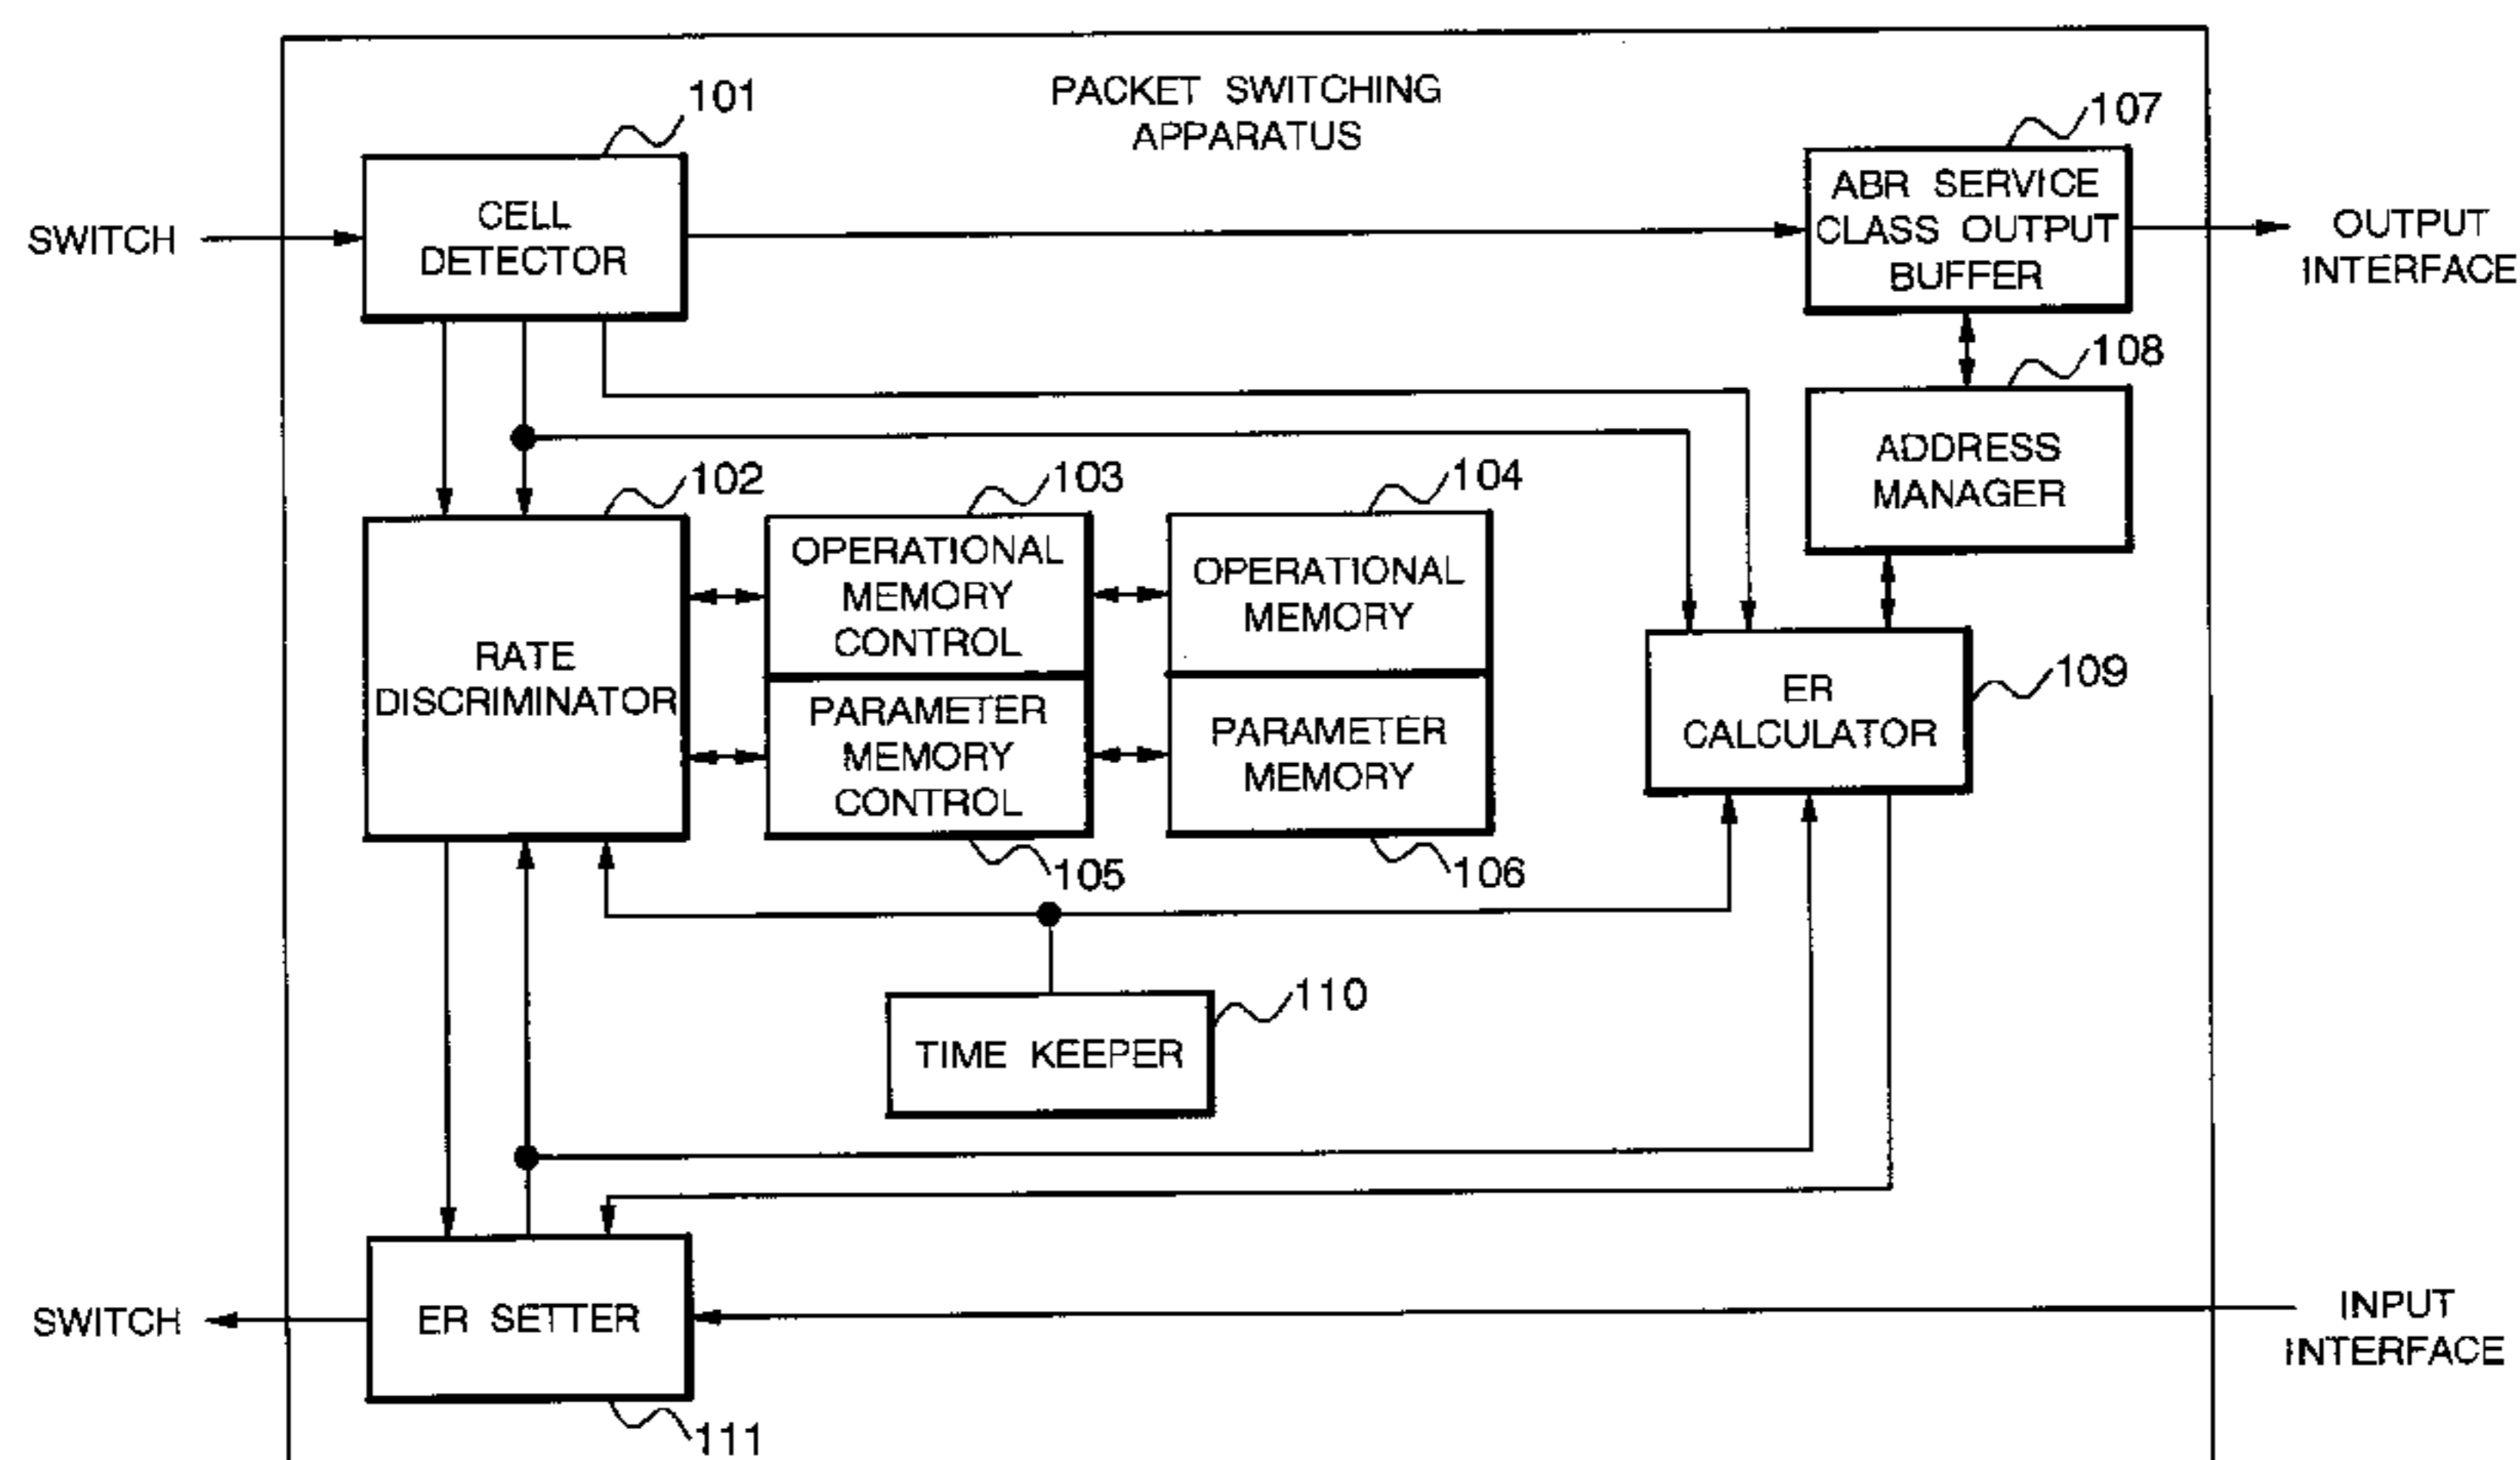 PACKET SWITCHING
APPARATUS
101
107
SWITCH
CELL
DETECTOR
ABR SERVICE
CLASS OUTPUT
BUFFER
OUTPUT
INTERFACE
108
ADDRESS
MANAGER
102
103
104
RATE
DISCRIMINATOR
OPERATIONAL
MEMORY
CONTROL
OPERATIONAL
MEMORY
PARAMETER
MEMORY
CONTROL
PARAMETER
MEMORY
ER
CALCULATOR
109
105
106
110
TIME KEEPER
SWITCH
ER SETTER
INPUT
INTERFACE
111